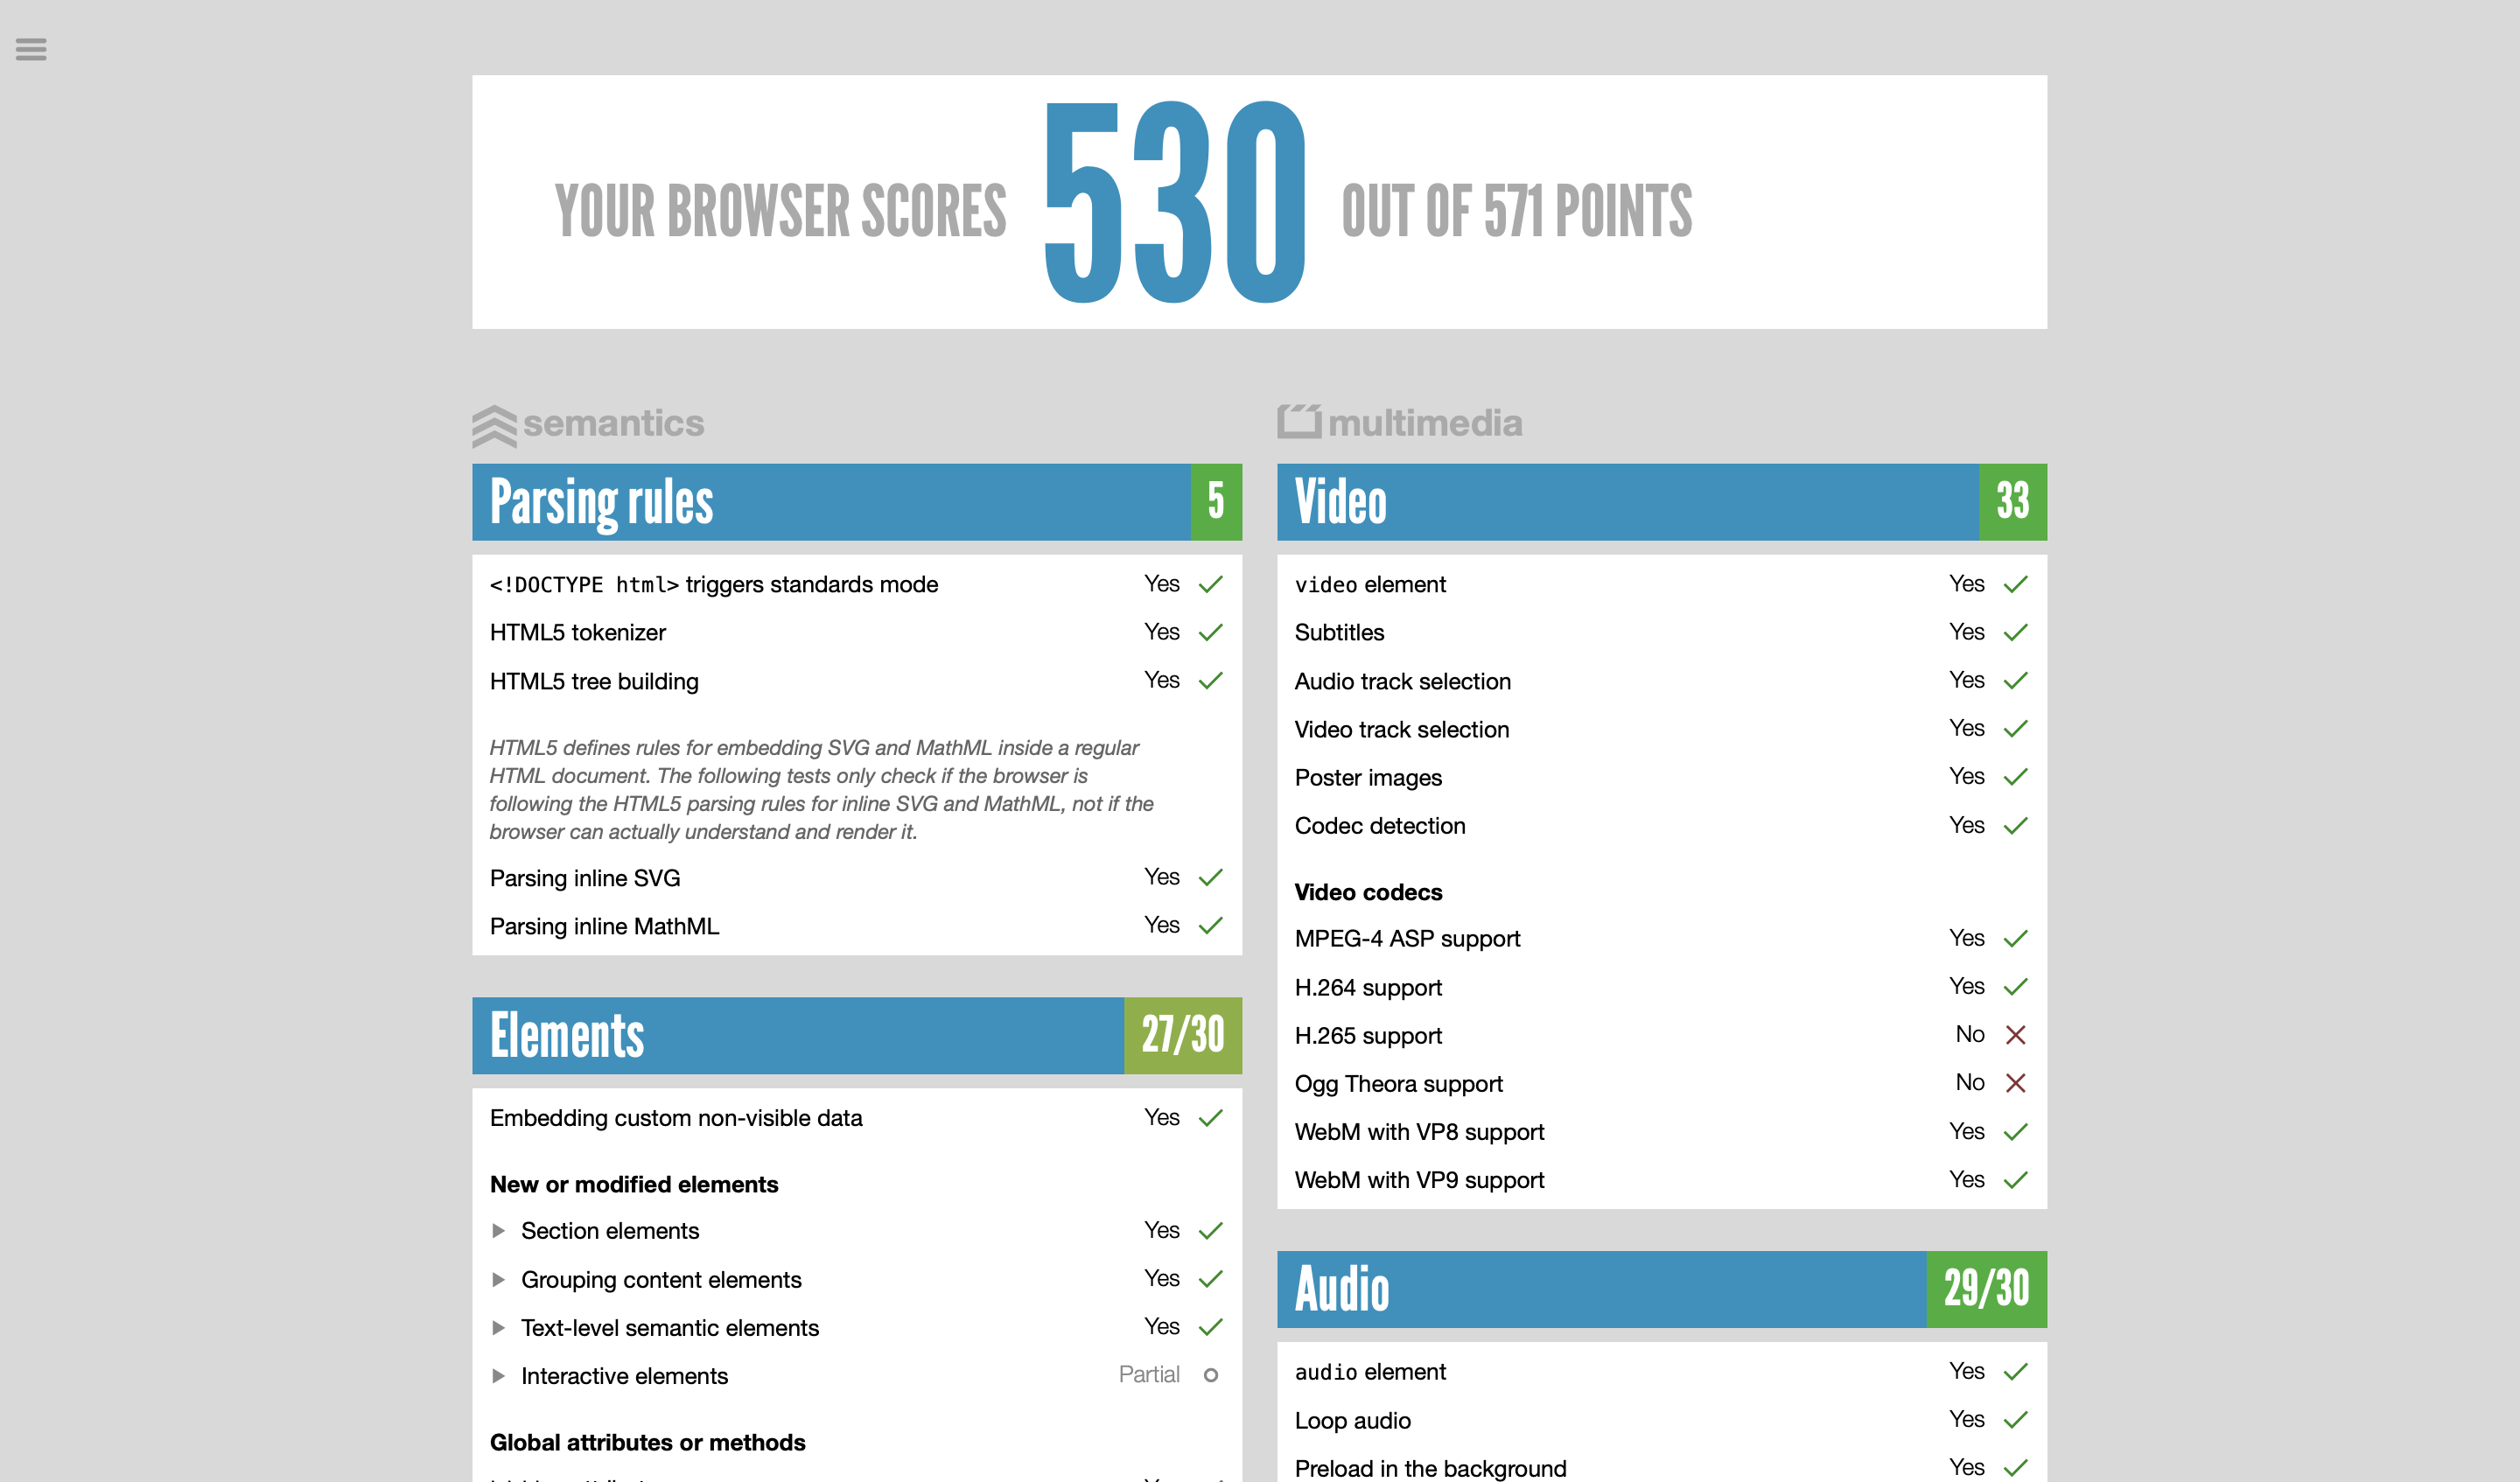 YOUR BROWSER SCORES 530 OUT OF 571 POINTS
semantics
Parsing rules 5
<!DOCTYPE html> triggers standards mode Yes
HTML5 tokenizer Yes
HTML5 tree building Yes
HTML5 defines rules for embedding SVG and MathML inside a regular
HTML document. The following tests only check if the browser is
following the HTML5 parsing rules for inline SVG and MathML, not if the
browser can actually understand and render it.
Parsing inline SVG Yes
Parsing inline MathML Yes
Elements 27/30
Embedding custom non-visible data Yes
New or modified elements
Section elements Yes
Grouping content elements Yes
Text-level semantic elements Yes
Interactive elements Partial
Global attributes or methods
multimedia
Video 33
video element Yes
Subtitles Yes
Audio track selection Yes
Video track selection Yes
Poster images Yes
Codec detection Yes
Video codecs
MPEG-4 ASP support Yes
H.264 support Yes
H.265 support No
Ogg Theora support No
WebM with VP8 support Yes
WebM with VP9 support Yes
Audio 29/30
audio element Yes
Loop audio Yes
Preload in the background Yes